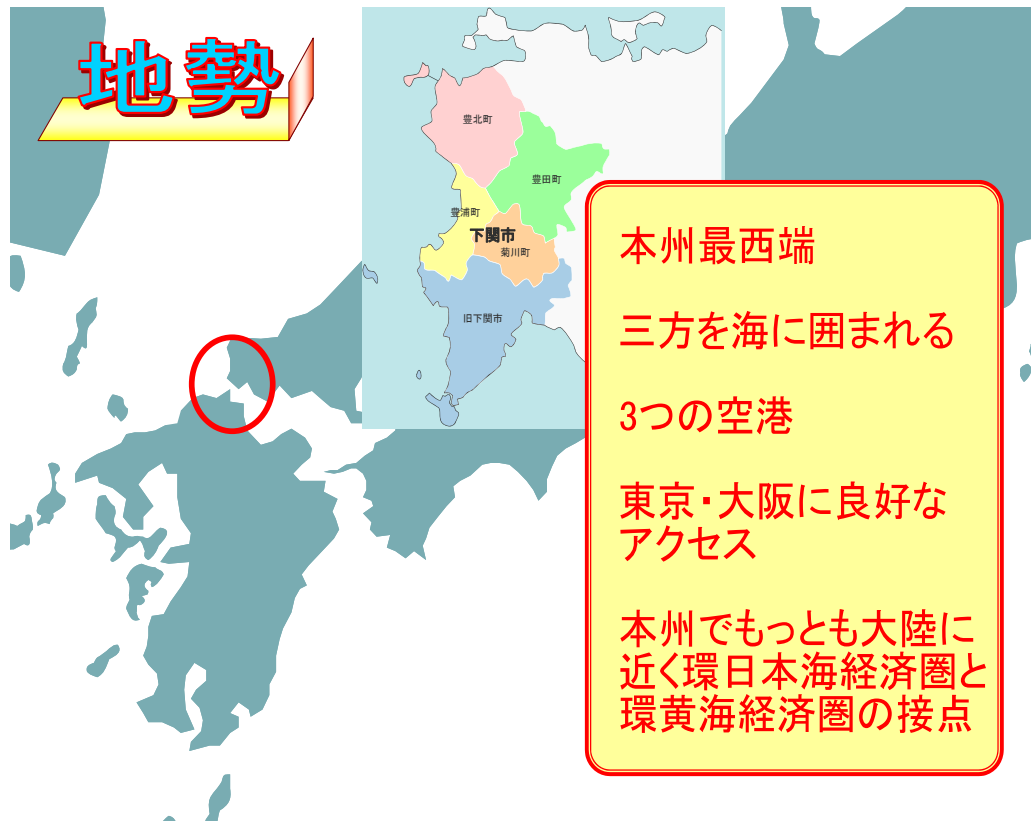 地勢
豊北町
豊田町
豊浦町
下関市
菊川町
旧下関市
本州最西端
三方を海に囲まれる
3つの空港
東京・大阪に良好な
アクセス
本州でもっとも大陸に
近く環日本海経済圏と
環黄海経済圏の接点